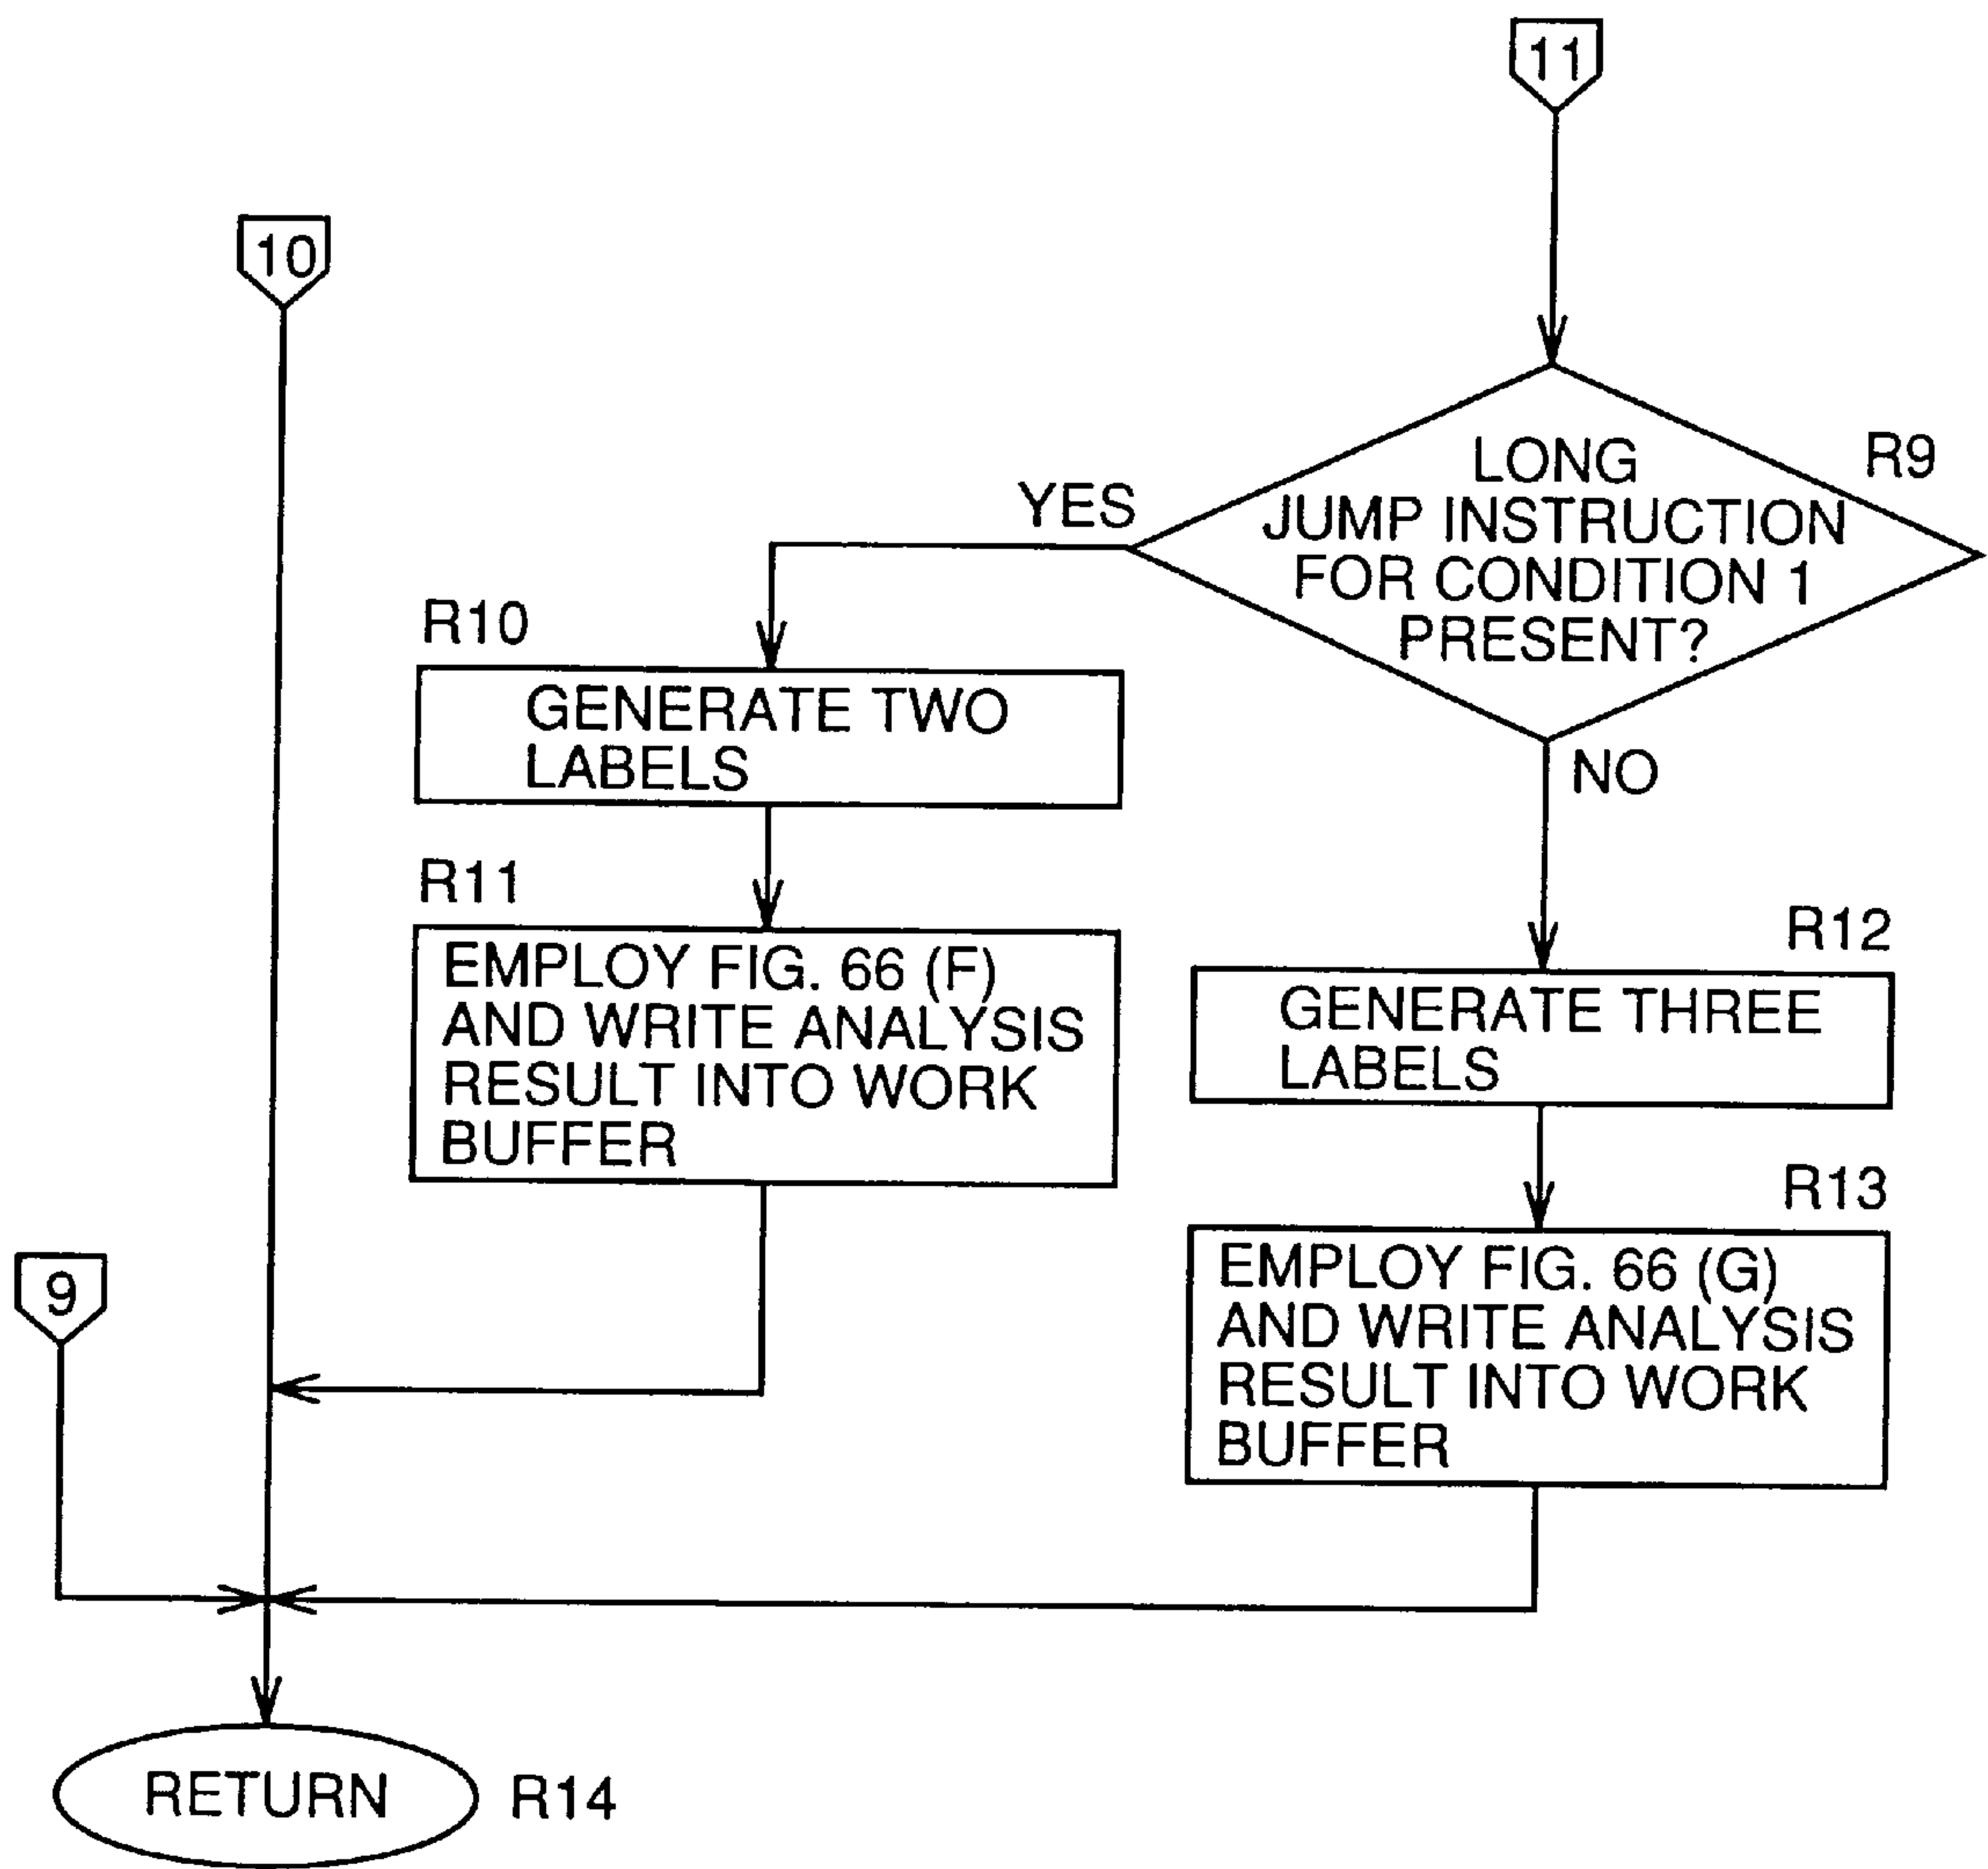 11
10
LONG
JUMP INSTRUCTION
FOR CONDITION 1
PRESENT?
R9
YES
NO
R10
GENERATE TWO
LABELS
R11
EMPLOY FIG. 66 (F)
AND WRITE ANALYSIS
RESULT INTO WORK
BUFFER
R12
GENERATE THREE
LABELS
R13
EMPLOY FIG. 66 (G)
AND WRITE ANALYSIS
RESULT INTO WORK
BUFFER
9
RETURN
R14